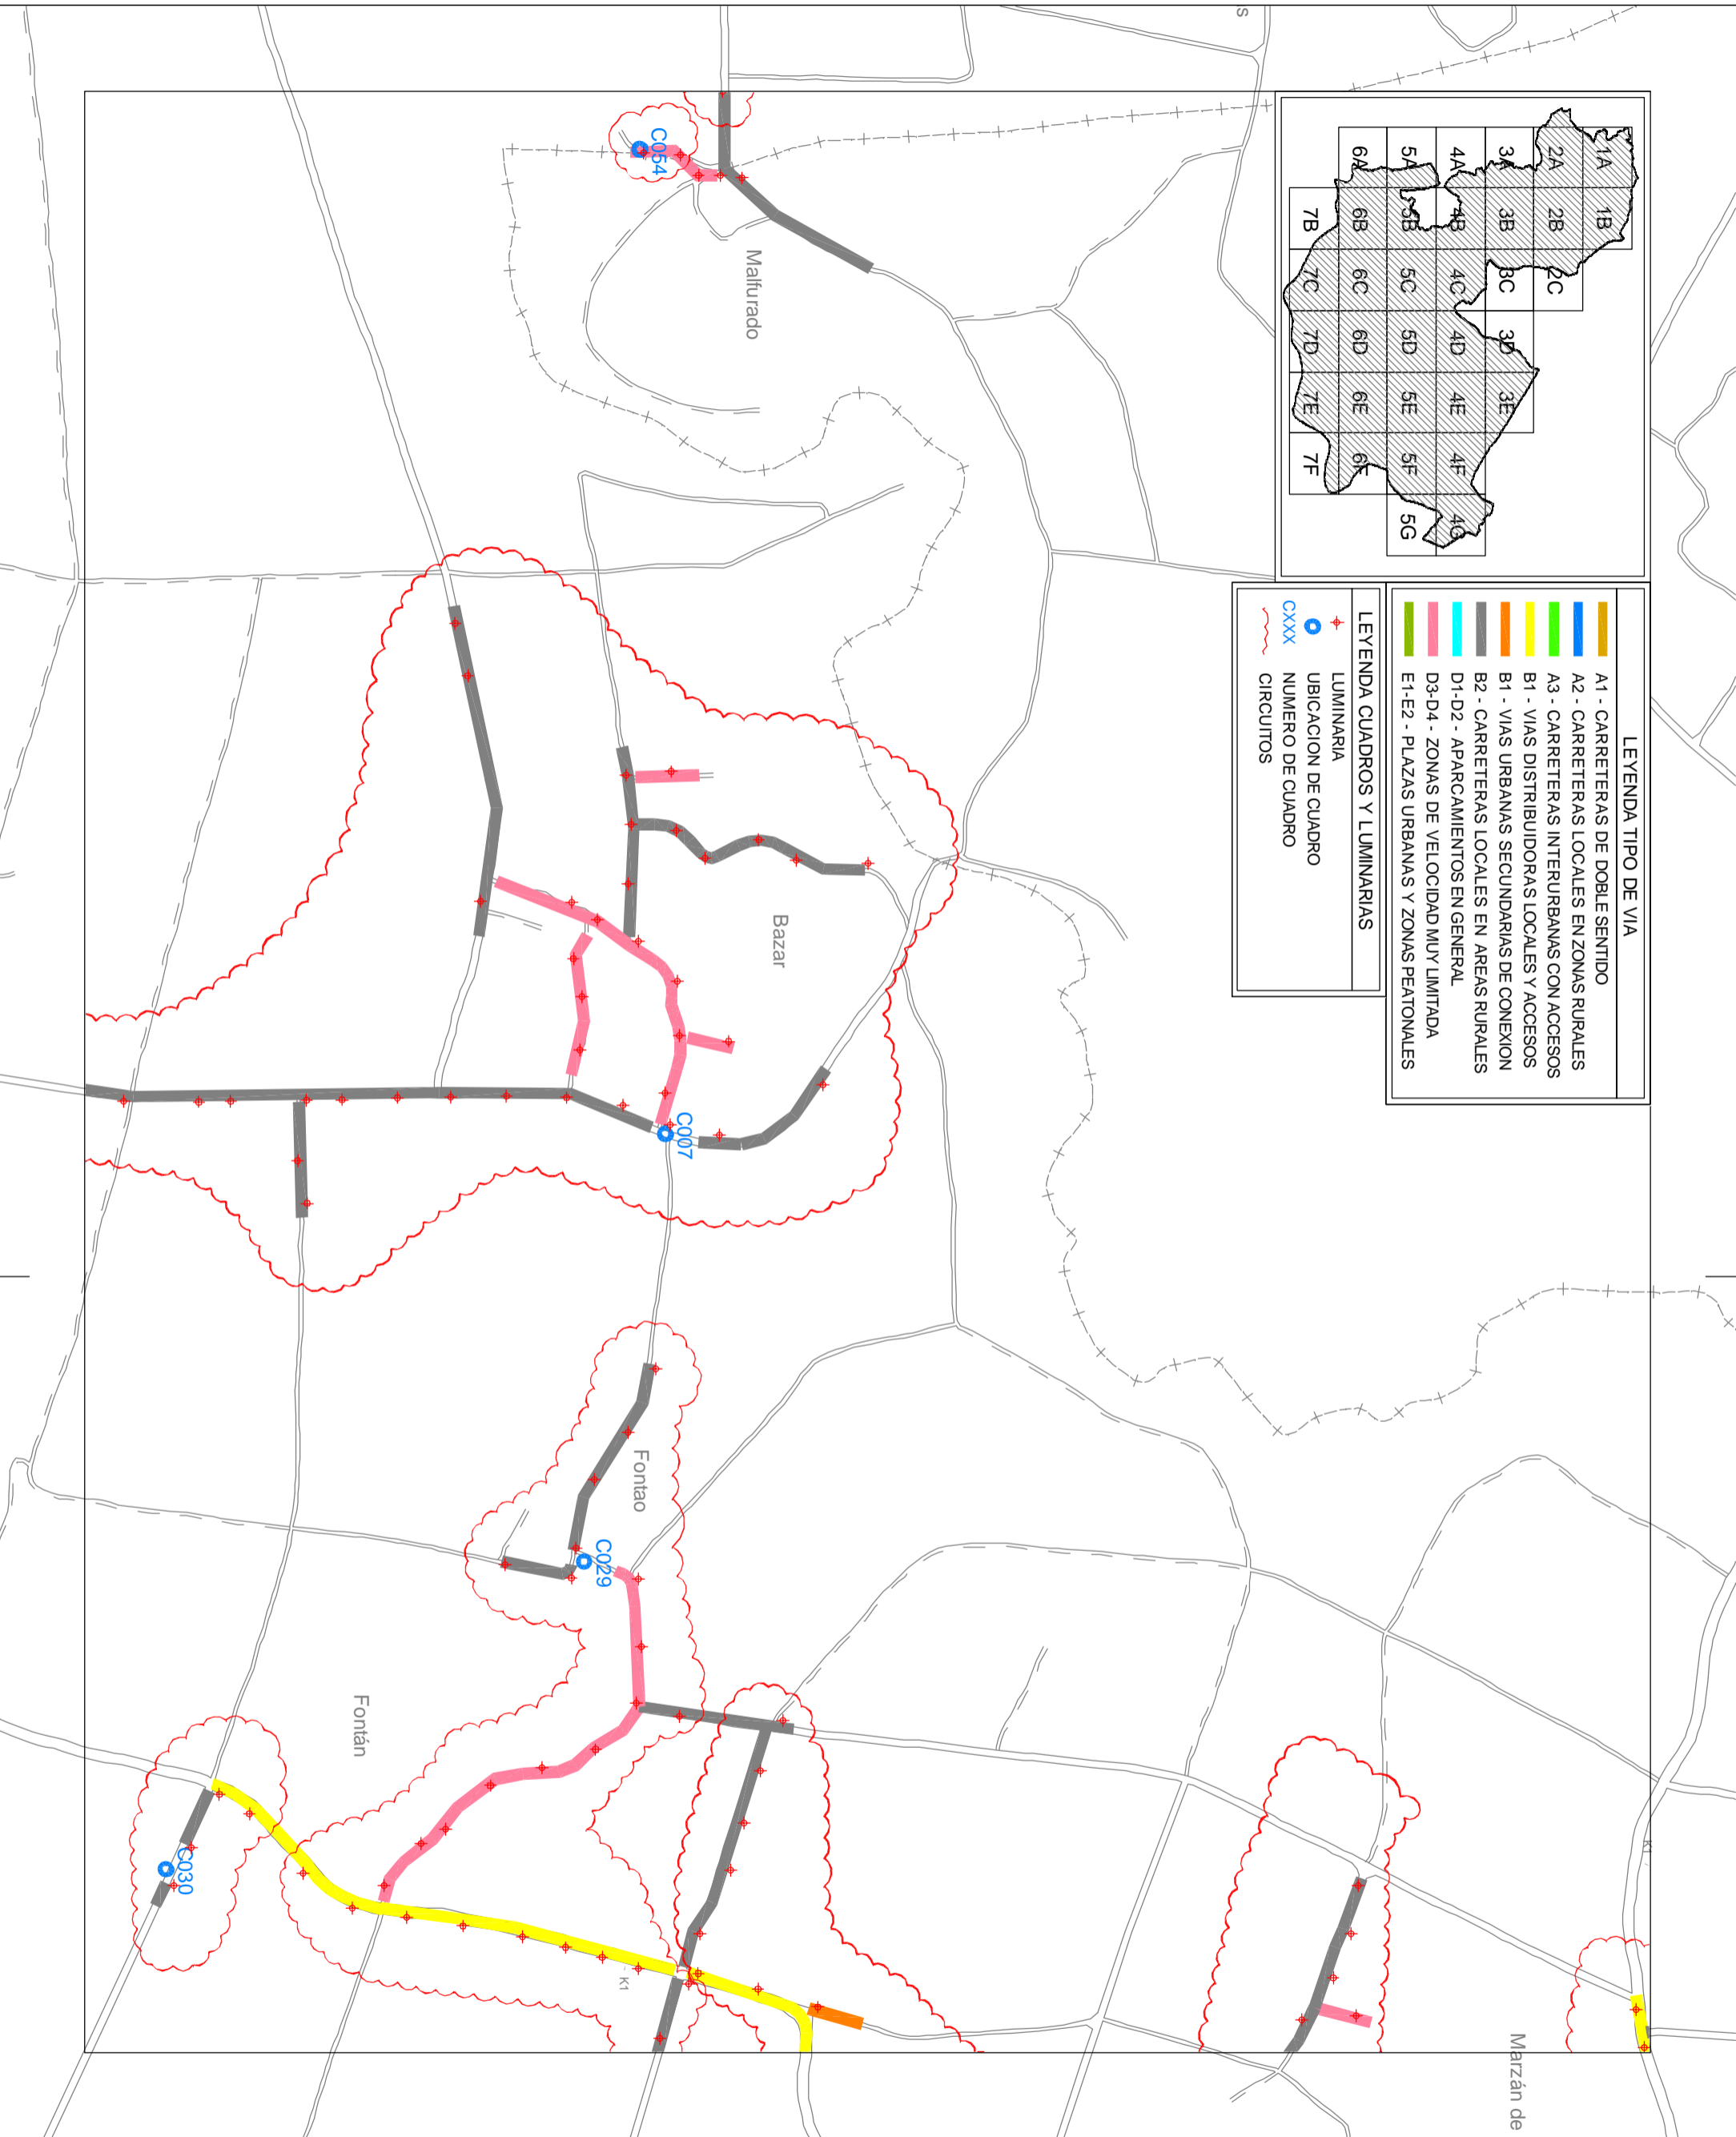 1A 1B
2A 2B 2C
3A 3B 3C 3D 3E
4A 4B 4C 4D 4E 4F 4G
5A 5B 5C 5D 5E 5F 5G
6A 6B 6C 6D 6E 6F
7B 7C 7D 7E 7F
LEYENDA TIPO DE VIA
A1 - CARRETERAS DE DOBLE SENTIDO
A2 - CARRETERAS LOCALES EN ZONAS RURALES
A3 - CARRETERAS INTERURBANAS CON ACCESOS
B1 - VIAS DISTRIBUIDORAS LOCALES Y ACCESOS
B1 - VIAS URBANAS SECUNDARIAS DE CONEXION
B2 - CARRETERAS LOCALES EN AREAS RURALES
D1-D2 - APARCAMIENTOS EN GENERAL
D3-D4 - ZONAS DE VELOCIDAD MUY LIMITADA
E1-E2 - PLAZAS URBANAS Y ZONAS PEATONALES
LEYENDA CUADROS Y LUMINARIAS
LUMINARIA
UBICACION DE CUADRO
CXXX NUMERO DE CUADRO
CIRCUITOS
s
C054
Malfurado
Bazar
C007
Fontao
C029
Fontán
C030
K1
K1
Marzán de